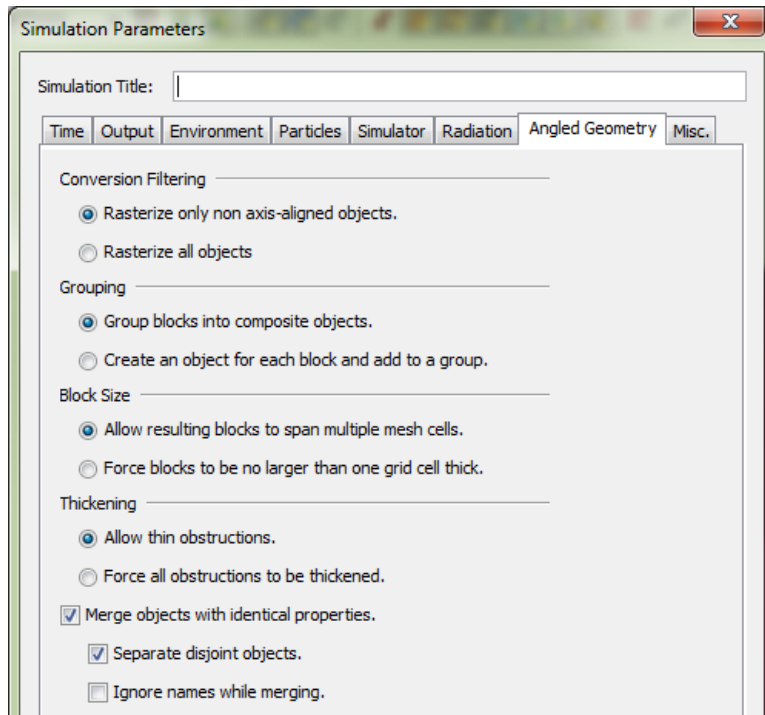 Simulation Parameters
Simulation Title:
Time Output Environment Particles Simulator Radiation Angled Geometry Misc.
Conversion Filtering
Rasterize only non axis-aligned objects.
Rasterize all objects
Grouping
Group blocks into composite objects.
Create an object for each block and add to a group.
Block Size
Allow resulting blocks to span multiple mesh cells.
Force blocks to be no larger than one grid cell thick.
Thickening
Allow thin obstructions.
Force all obstructions to be thickened.
Merge objects with identical properties.
Separate disjoint objects.
Ignore names while merging.